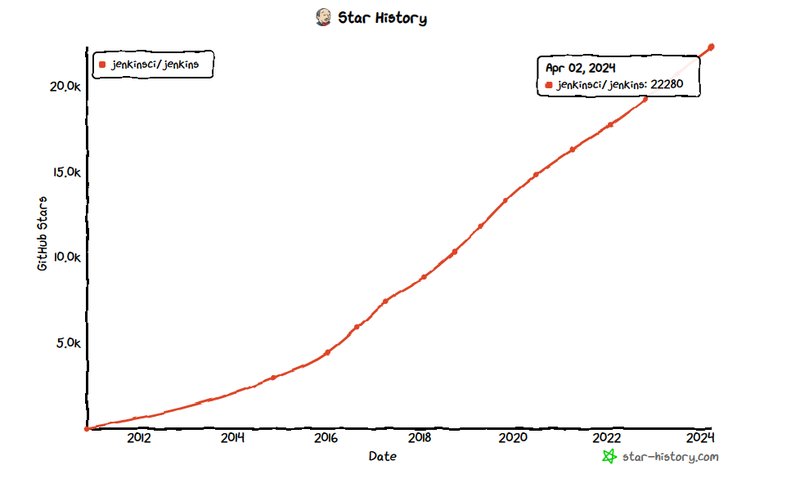 Star History
jenkinsci/jenkins
Apr 02, 2024
jenkinsci/jenkins: 22280
20.0k
15.0k
10.0k
5.0k
GitHub Stars
2012 2014 2016 2018 2020 2022 2024
Date
star-history.com